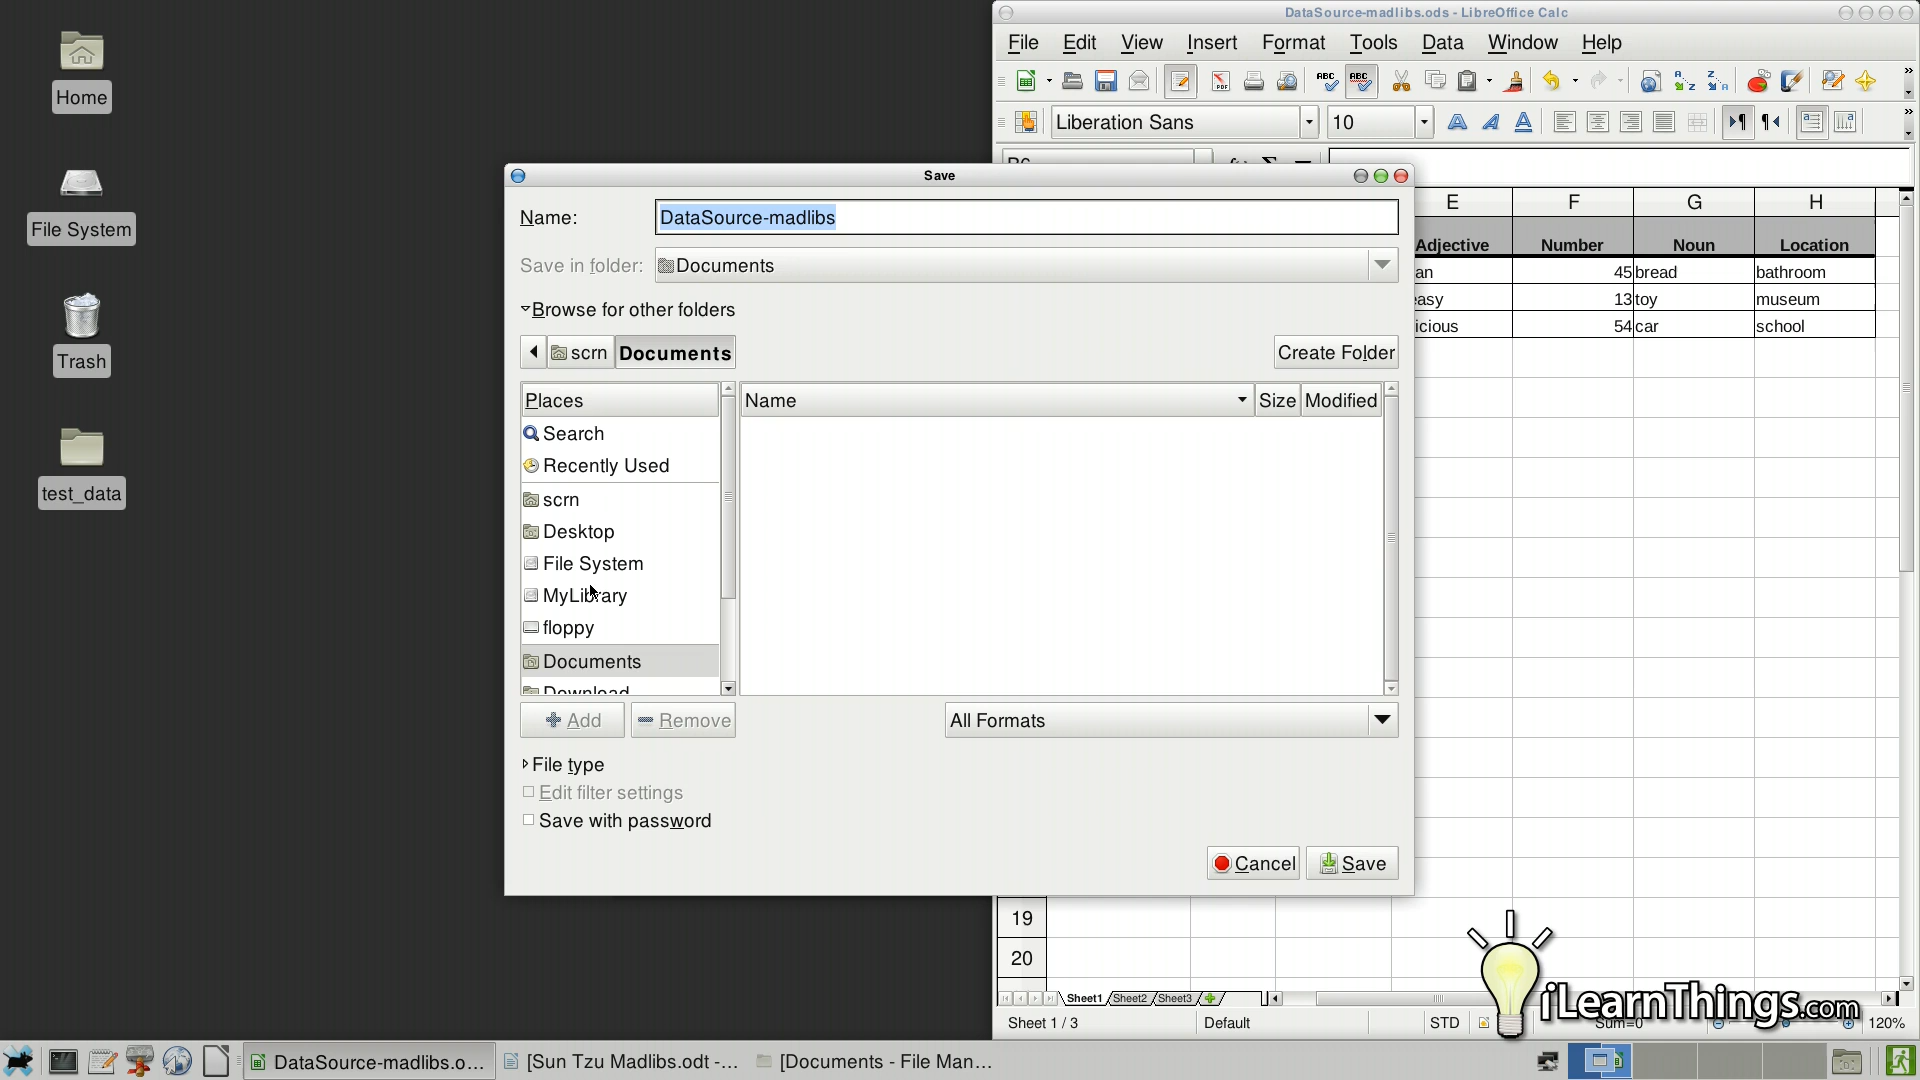 Home
File System
Trash
test_data
DataSource-madlibs.ods - LibreOffice Calc
File Edit View Insert Format Tools Data Window Help
Liberation Sans 10
Save
Name: DataSource-madlibs
Save in folder: Documents
Browse for other folders
scrn Documents Create Folder
Places Name Size Modified
Search
Recently Used
scrn
Desktop
File System
MyLibrary
floppy
Documents
Download
Add Remove All Formats
File type
Edit filter settings
Save with password
Cancel Save
E F G H
Adjective Number Noun Location
45 bread bathroom
13 toy museum
54 car school
19
20
Sheet1 Sheet2 Sheet3
Sheet 1 / 3 Default STD Sum=0 120%
iLearnThings.com
DataSource-madlibs.o... [Sun Tzu Madlibs.odt -... [Documents - File Man...